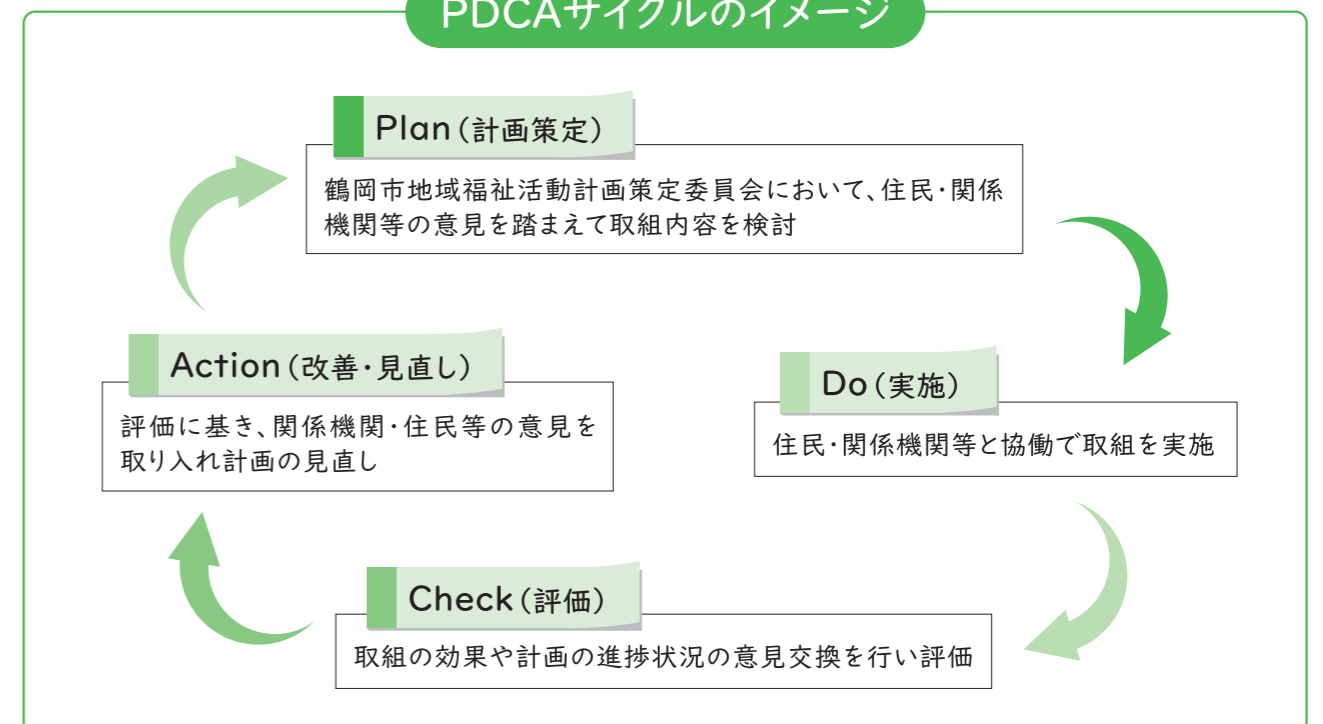 PDCAサイクルのイメージ
Plan(計画策定)
鶴岡市地域福祉活動計画策定委員会において、住民・関係
機関等の意見を踏まえて取組内容を検討
Do(実施)
住民・関係機関等と協働で取組を実施
Check(評価)
取組の効果や計画の進捗状況の意見交換を行い評価
Action(改善・見直し)
評価に基き、関係機関・住民等の意見を
取り入れ計画の見直し